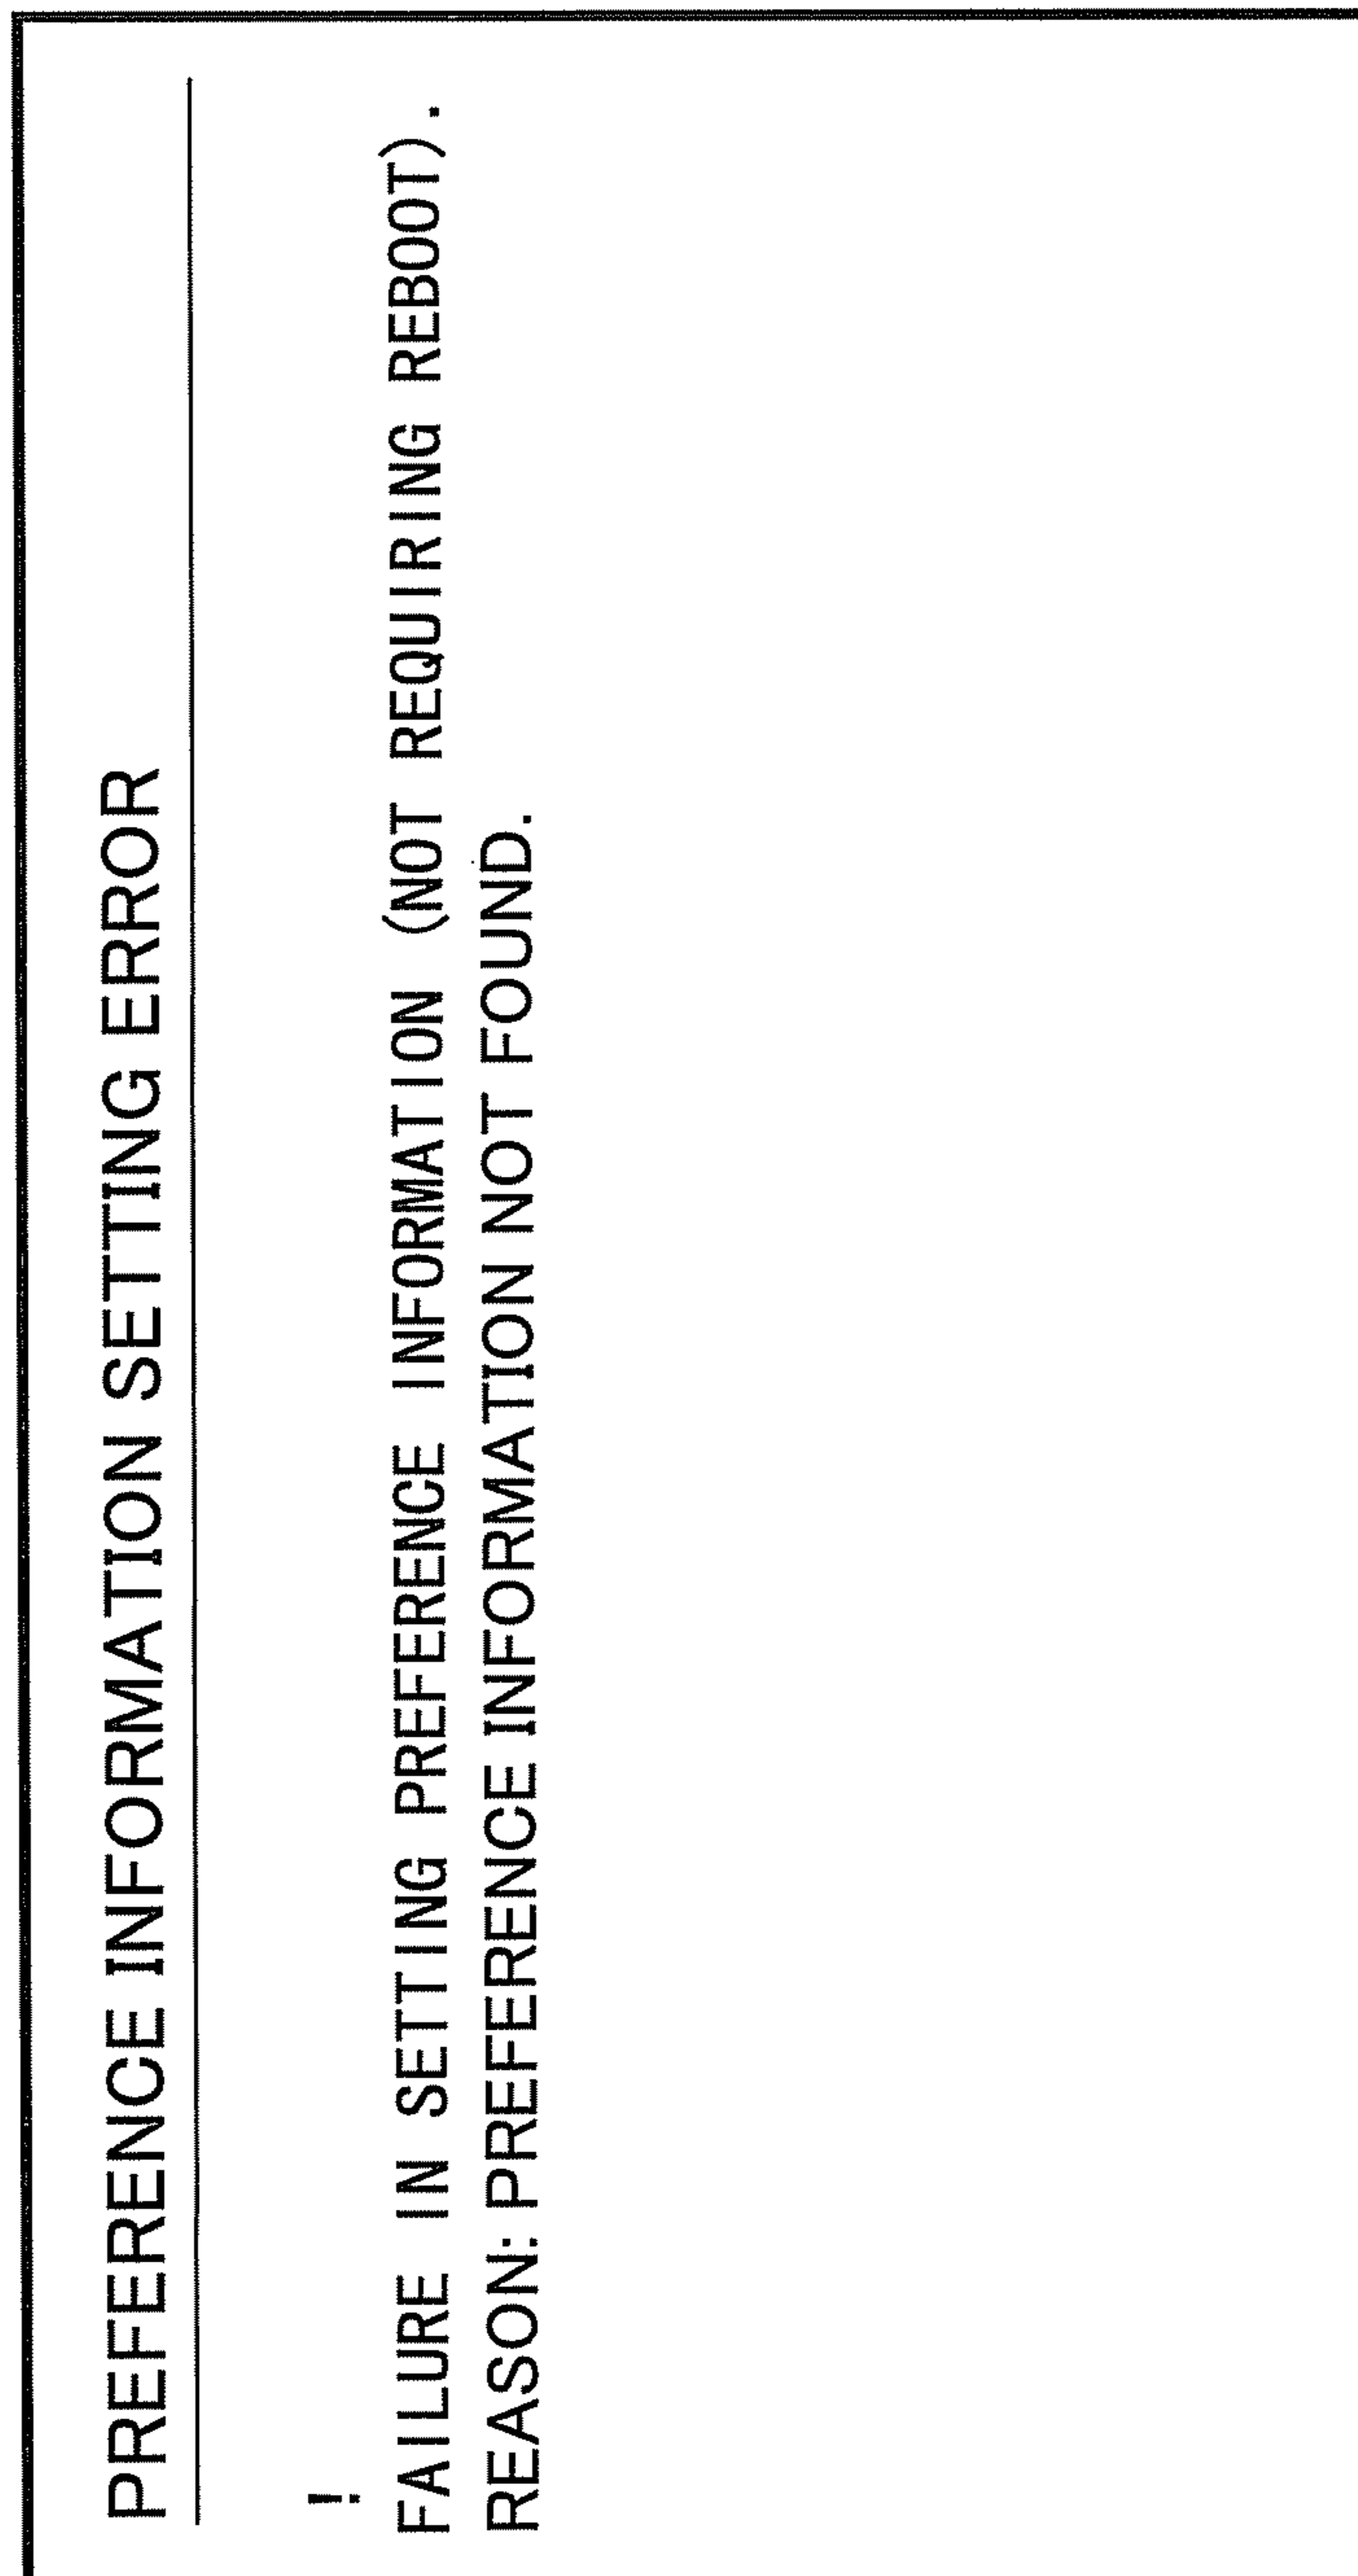 PREFERENCE INFORMATION SETTING ERROR
!
FAILURE IN SETTING PREFERENCE INFORMATION (NOT REQUIRING REBOOT).
REASON: PREFERENCE INFORMATION NOT FOUND.